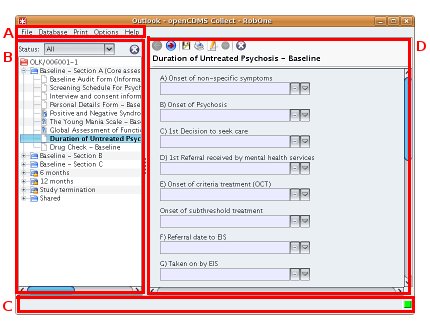 Outlook - openCDMS Collect - RobOne
A
File Database Print Options Help
Status: All
D
B
Duration of Untreated Psychosis - Baseline
OLK/006001-1
Baseline - Section A (Core asses
Baseline Audit Form (Informa
Screening Schedule For Psych
Interview and consent inform
Personal Details Form - Base
Positive and Negative Syndro
The Young Mania Scale - Bas
Global Assessment of Functio
Duration of Untreated Psyc
Drug Check - Baseline
Baseline - Section B
Baseline - Section C
6 months
12 months
Study termination
Shared
A) Onset of non-specific symptoms
B) Onset of Psychosis
C) 1st Decision to seek care
D) 1st Referral received by mental health services
E) Onset of criteria treatment (OCT)
Onset of subthreshold treatment
F) Referral date to EIS
G) Taken on by EIS
C